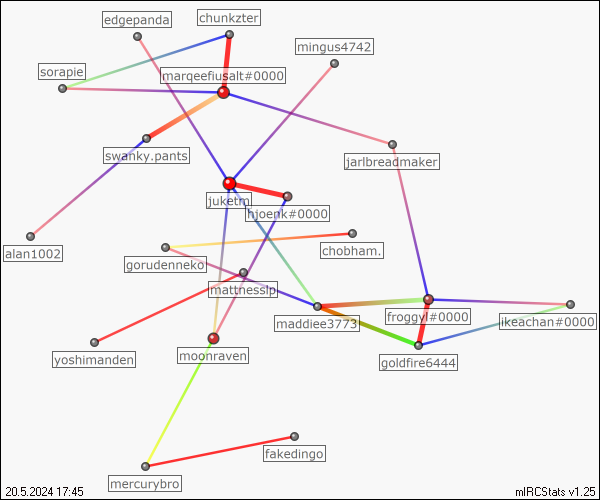 edgepanda
chunkzter
mingus4742
sorapie
marqeefiusalt#0000
swanky.pants
jarlbreadmaker
juketm
hjoenk#0000
alan1002
chobham.
gorudenneko
mattnesslp
maddiee3773
froggyl#0000
ikeachan#0000
yoshimanden
moonraven
goldfire6444
fakedingo
mercurybro
20.5.2024 17:45
mIRCStats v1.25